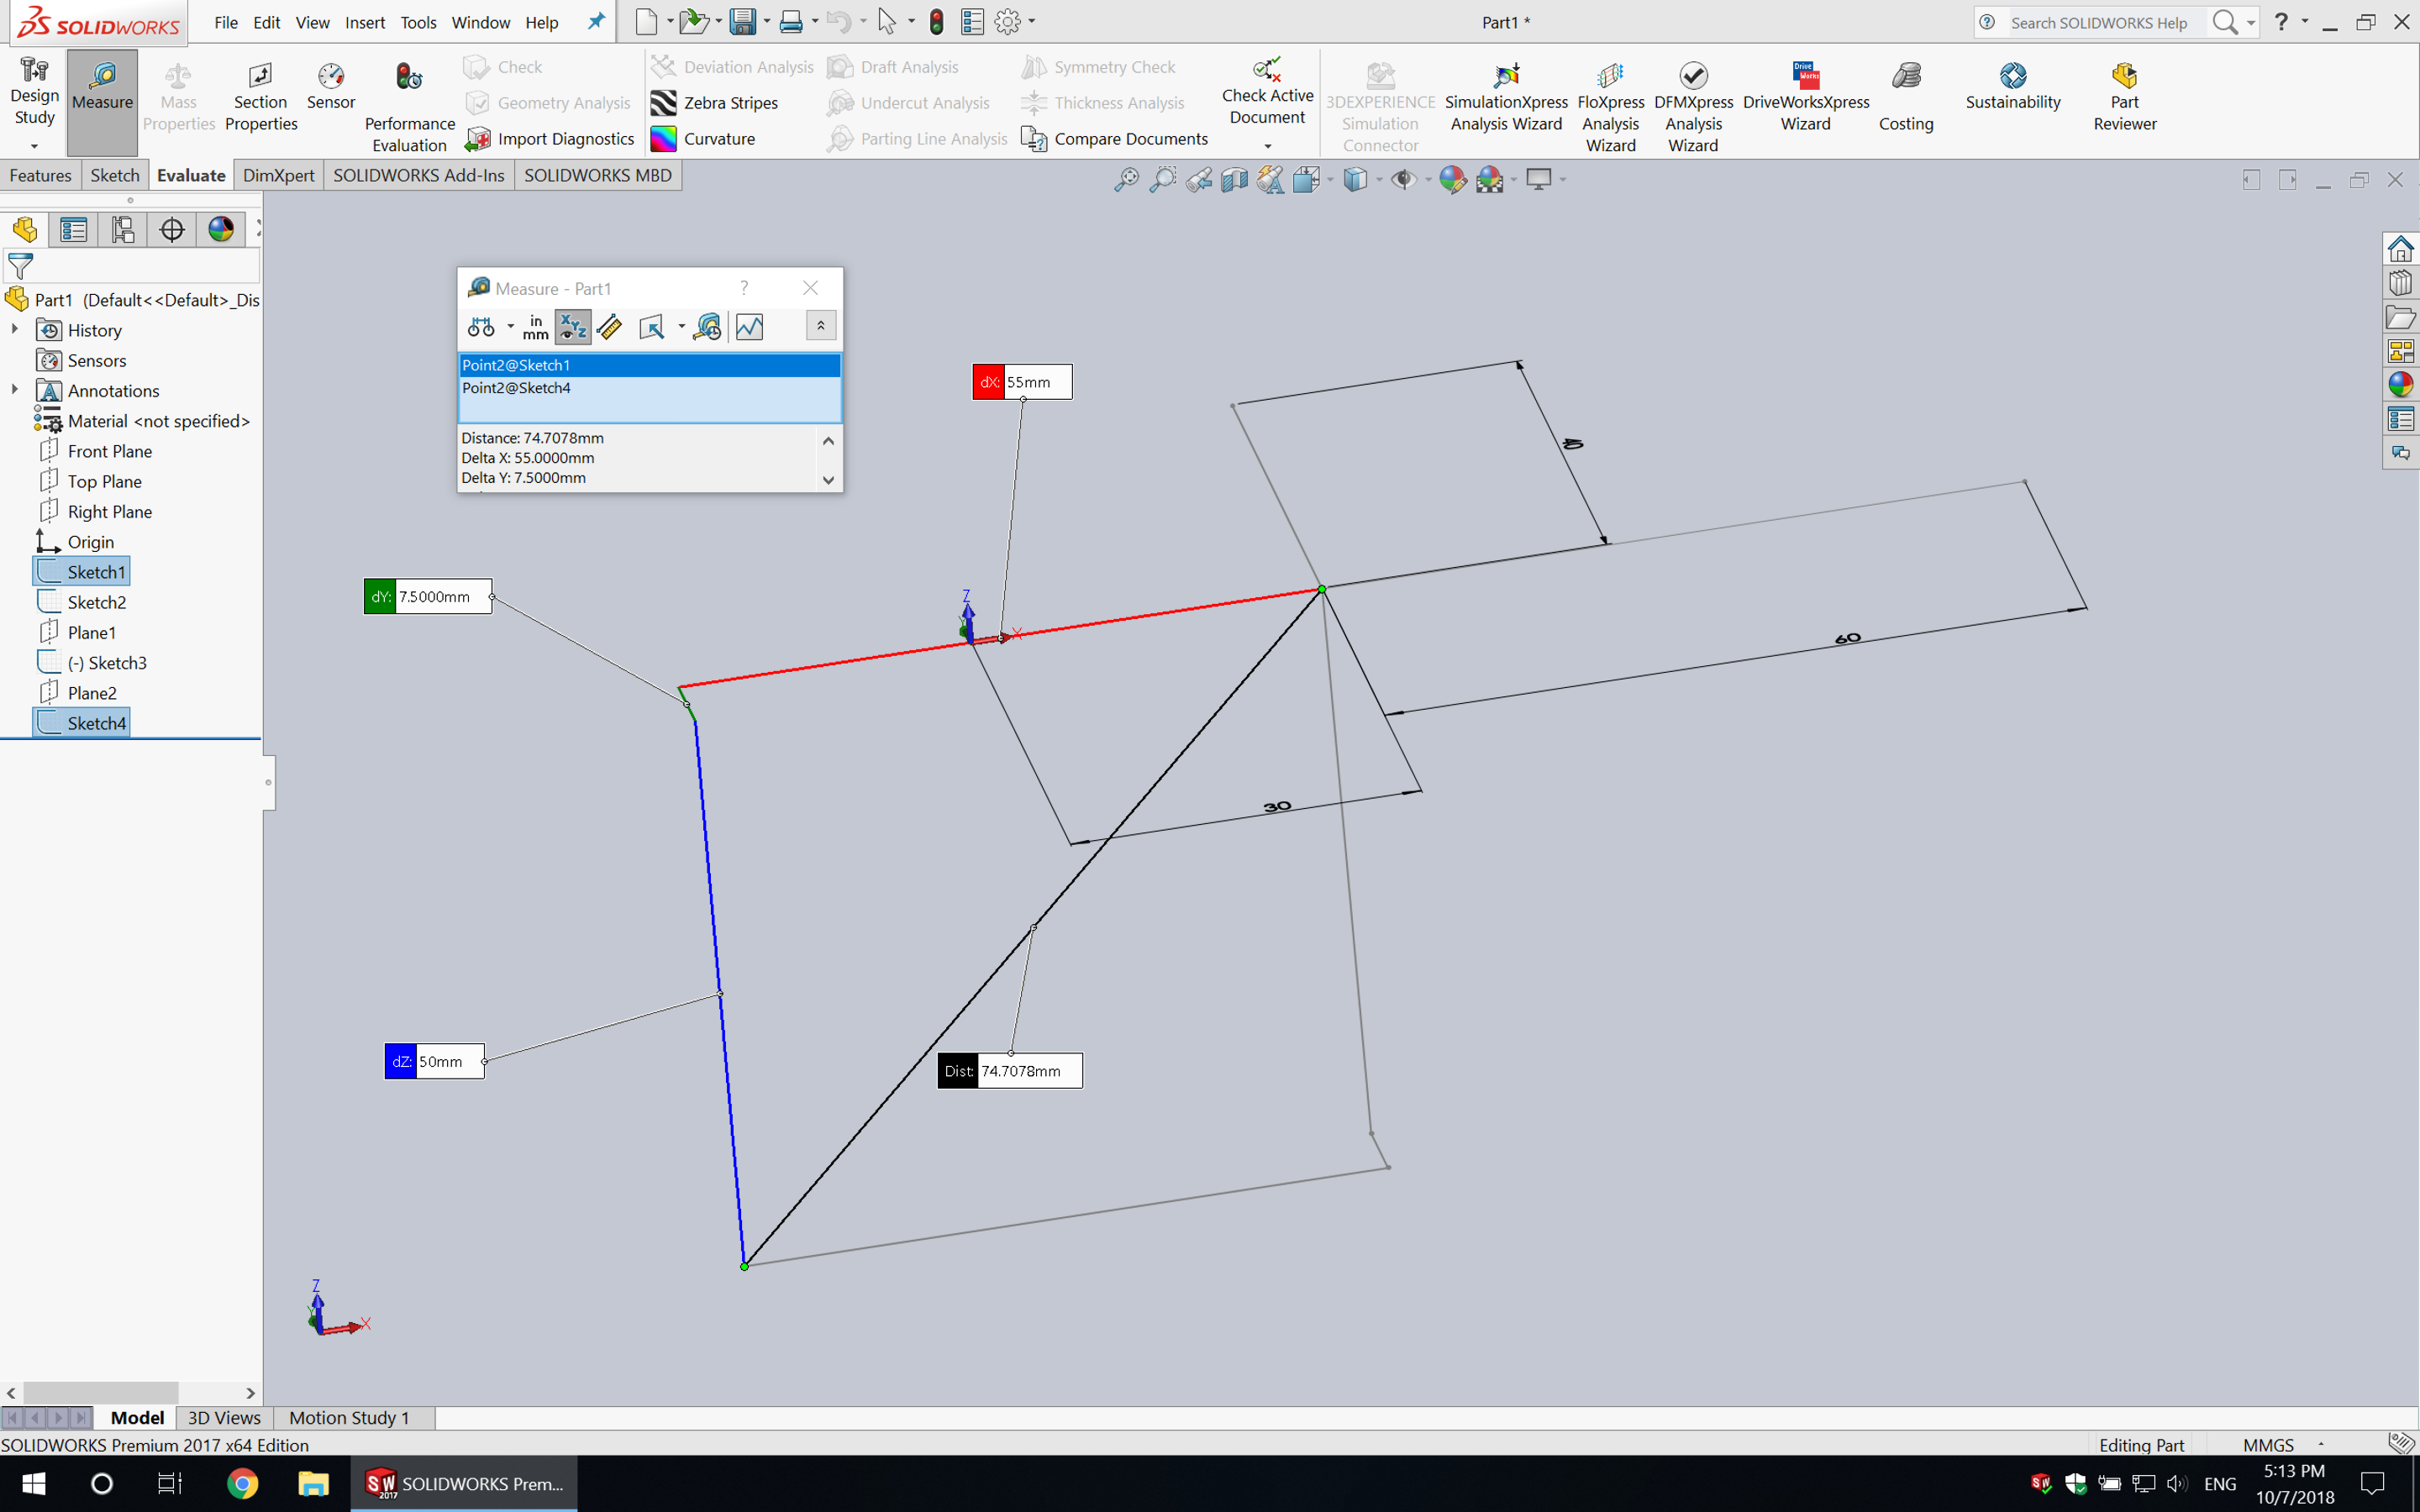 SOLIDWORKS File Edit View Insert Tools Window Help Part1 * Search SOLIDWORKS Help ?
Design Study
Measure
Mass Properties
Section Properties
Sensor
Performance Evaluation
Check
Geometry Analysis
Import Diagnostics
Deviation Analysis
Zebra Stripes
Curvature
Draft Analysis
Undercut Analysis
Parting Line Analysis
Symmetry Check
Thickness Analysis
Compare Documents
Check Active Document
3DEXPERIENCE Simulation Connector
SimulationXpress Analysis Wizard
FloXpress Analysis Wizard
DFMXpress Analysis Wizard
DriveWorksXpress Wizard
Costing
Sustainability
Part Reviewer
Features Sketch Evaluate DimXpert SOLIDWORKS Add-Ins SOLIDWORKS MBD
Part1 (Default<<Default>_Dis
History
Sensors
Annotations
Material <not specified>
Front Plane
Top Plane
Right Plane
Origin
Sketch1
Sketch2
Plane1
(-) Sketch3
Plane2
Sketch4
Measure - Part1 ?
in
mm
XYZ
Point2@Sketch1
Point2@Sketch4
Distance: 74.7078mm
Delta X: 55.0000mm
Delta Y: 7.5000mm
dX: 55mm
dY: 7.5000mm
Z
X
60
30
dZ: 50mm
Dist: 74.7078mm
Z
X
Model 3D Views Motion Study 1
SOLIDWORKS Premium 2017 x64 Edition Editing Part MMGS
SW 2017 SOLIDWORKS Prem... ENG 5:13 PM
10/7/2018